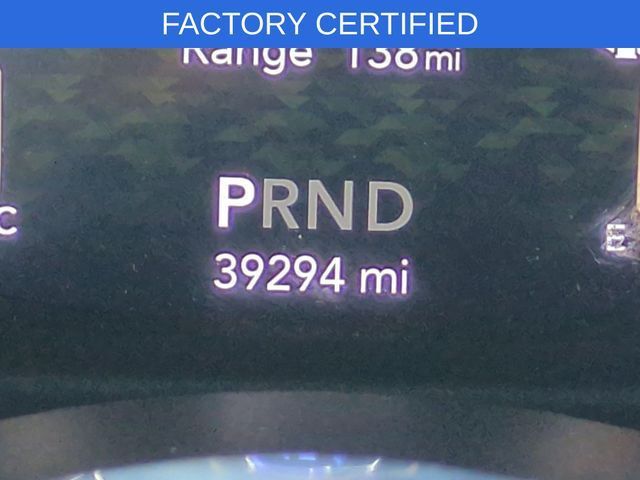 FACTORY CERTIFIED
Range 138 mi
PRND
C
E
39294 mi